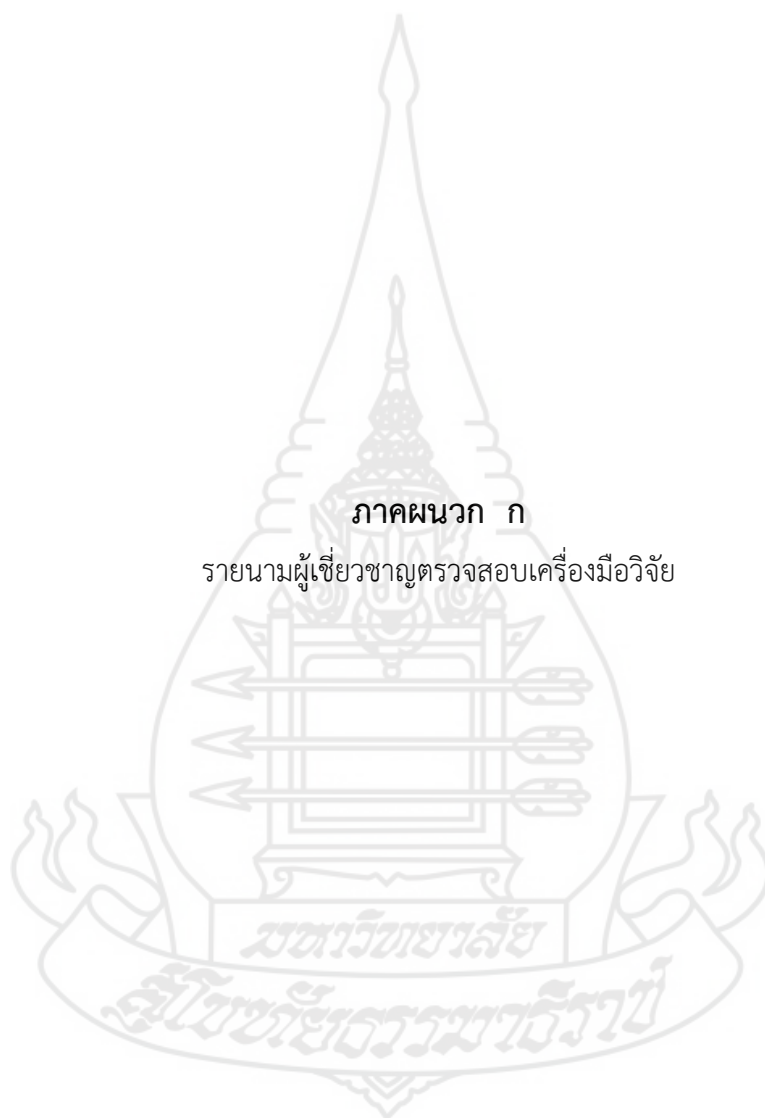 ภาคผนวก ก
รายนามผู้เชี่ยวชาญตรวจสอบเครื่องมือวิจัย
มหาวิทยาลัย
สุโขทัยธรรมาธิราช